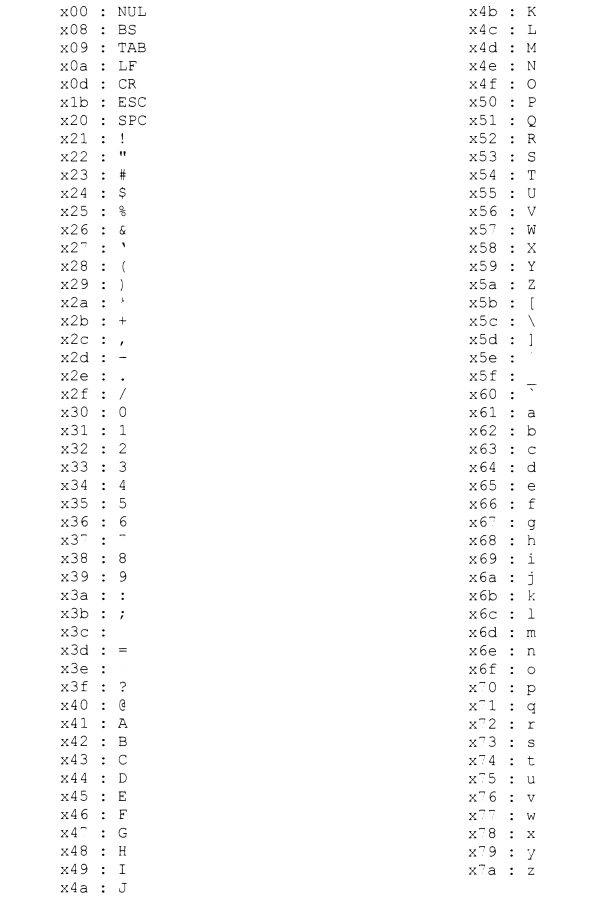 x00 : NUL
x08 : BS
x09 : TAB
x0a : LF
x0d : CR
x1b : ESC
x20 : SPC
x21 : !
x22 : "
x23 : #
x24 : $
x25 : %
x26 : &
x27 : '
x28 : (
x29 : )
x2a : *
x2b : +
x2c : ,
x2d : -
x2e : .
x2f : /
x30 : 0
x31 : 1
x32 : 2
x33 : 3
x34 : 4
x35 : 5
x36 : 6
x37 : 7
x38 : 8
x39 : 9
x3a : :
x3b : ;
x3c :
x3d : =
x3e :
x3f : ?
x40 : @
x41 : A
x42 : B
x43 : C
x44 : D
x45 : E
x46 : F
x47 : G
x48 : H
x49 : I
x4a : J
x4b : K
x4c : L
x4d : M
x4e : N
x4f : O
x50 : P
x51 : Q
x52 : R
x53 : S
x54 : T
x55 : U
x56 : V
x57 : W
x58 : X
x59 : Y
x5a : Z
x5b : [
x5c : \
x5d : ]
x5e :
x5f : _
x60 : `
x61 : a
x62 : b
x63 : c
x64 : d
x65 : e
x66 : f
x67 : g
x68 : h
x69 : i
x6a : j
x6b : k
x6c : l
x6d : m
x6e : n
x6f : o
x70 : p
x71 : q
x72 : r
x73 : s
x74 : t
x75 : u
x76 : v
x77 : w
x78 : x
x79 : y
x7a : z